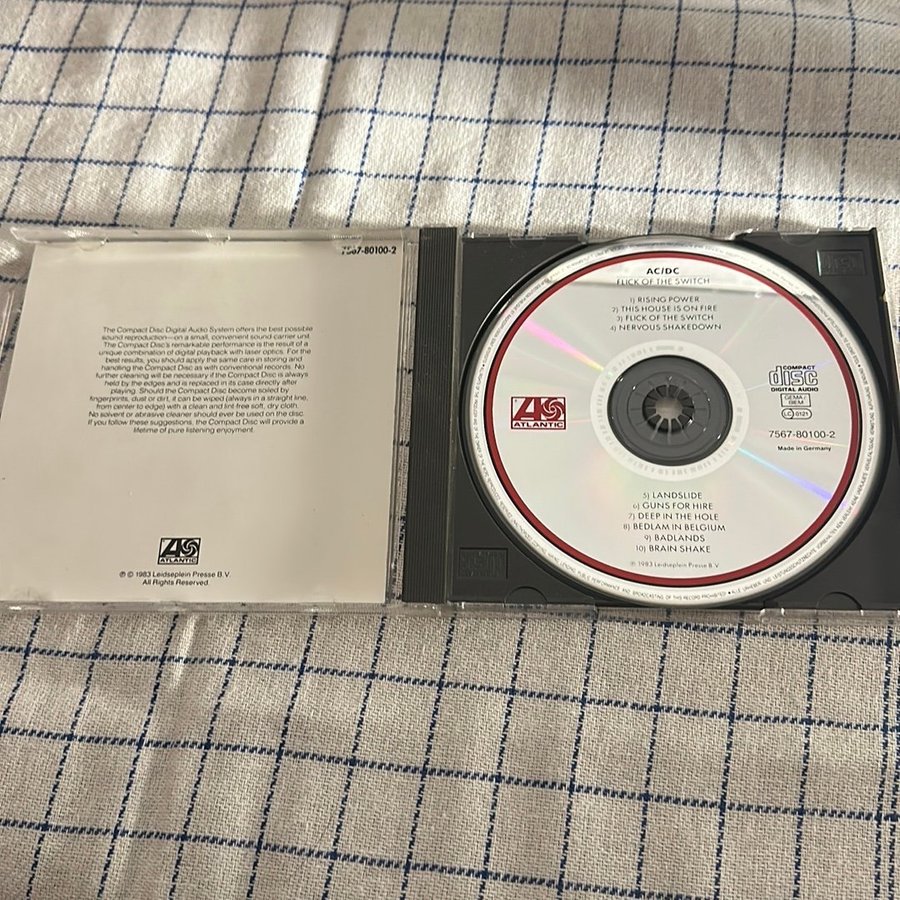 7567-80100-2
The Compact Disc Digital Audio System offers the best possible
sound reproduction—on a small, convenient sound carrier unit.
The Compact Disc's remarkable performance is the result of a
unique combination of digital playback with laser optics. For the
best results, you should apply the same care in storing and
handling the Compact Disc as with conventional records. No
further cleaning will be necessary if the Compact Disc is always
held by the edges and is replaced in its case directly after
playing. Should the Compact Disc become soiled by
fingerprints, dust or dirt, it can be wiped (always in a straight line,
from center to edge) with a clean and lint free soft, dry cloth.
No solvent or abrasive cleaner should ever be used on the disc.
If you follow these suggestions, the Compact Disc will provide a
lifetime of pure listening enjoyment.
ATLANTIC
℗ © 1983 Leidseplein Presse B.V.
All Rights Reserved.
AC/DC
FLICK OF THE SWITCH
1) RISING POWER
2) THIS HOUSE IS ON FIRE
3) FLICK OF THE SWITCH
4) NERVOUS SHAKEDOWN
ATLANTIC
COMPACT
disc
DIGITAL AUDIO
GEMA/
BIEM
LC 0121
7567-80100-2
Made in Germany
5) LANDSLIDE
6) GUNS FOR HIRE
7) DEEP IN THE HOLE
8) BEDLAM IN BELGIUM
9) BADLANDS
10) BRAIN SHAKE
℗ 1983 Leidseplein Presse B.V.
PUBLIC PERFORMANCE AND BROADCASTING OF THIS RECORD PROHIBITED